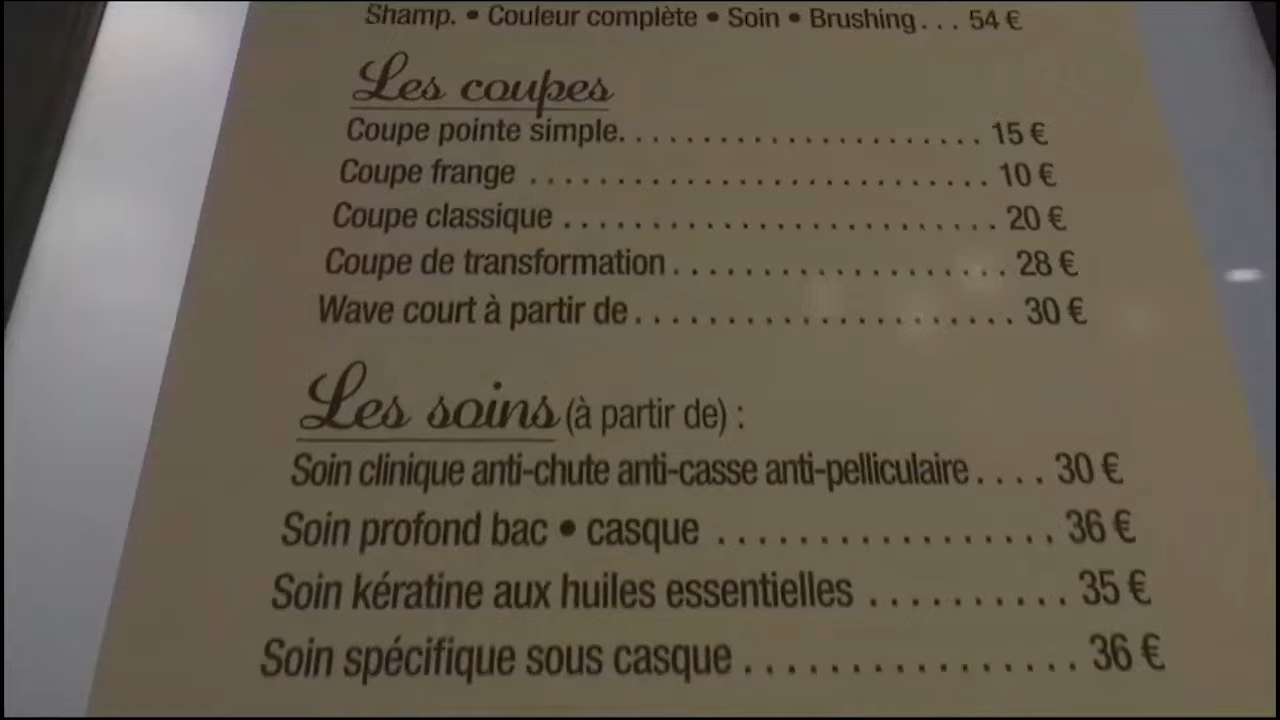 Shamp. • Couleur complète • Soin • Brushing... 54 €
Les coupes
Coupe pointe simple....................... 15 €
Coupe frange .......................... 10 €
Coupe classique ......................... 20 €
Coupe de transformation................... 28 €
Wave court à partir de..................... 30 €
Les soins (à partir de) :
Soin clinique anti-chute anti-casse anti-pelliculaire.... 30 €
Soin profond bac • casque ................. 36 €
Soin kératine aux huiles essentielles .......... 35 €
Soin spécifique sous casque ................ 36 €